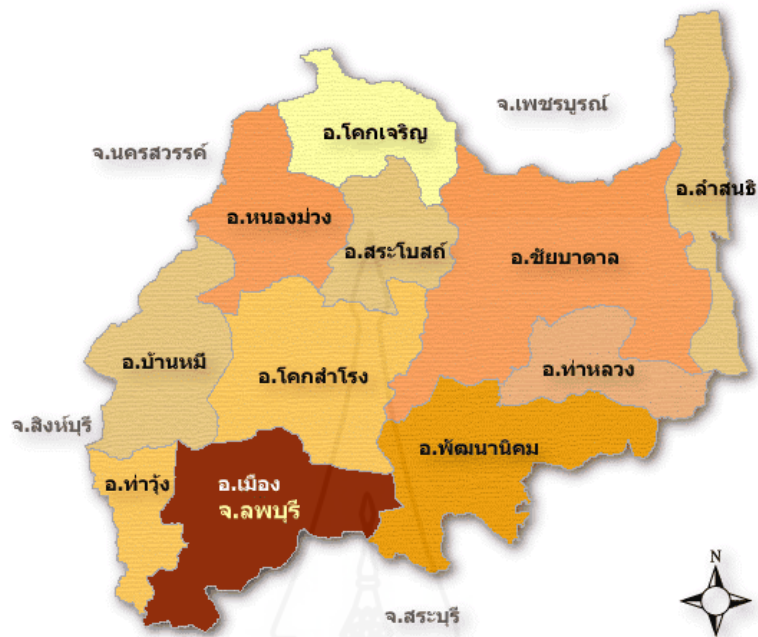 จ.เพชรบูรณ์
อ.โคกเจริญ
จ.นครสวรรค์
อ.ลำสนธิ
อ.หนองม่วง
อ.สระโบสถ์
อ.ชัยบาดาล
อ.บ้านหมี่
อ.ท่าหลวง
อ.โคกสำโรง
จ.สิงห์บุรี
อ.พัฒนานิคม
อ.ท่าวุ้ง
อ.เมือง
จ.ลพบุรี
N
จ.สระบุรี